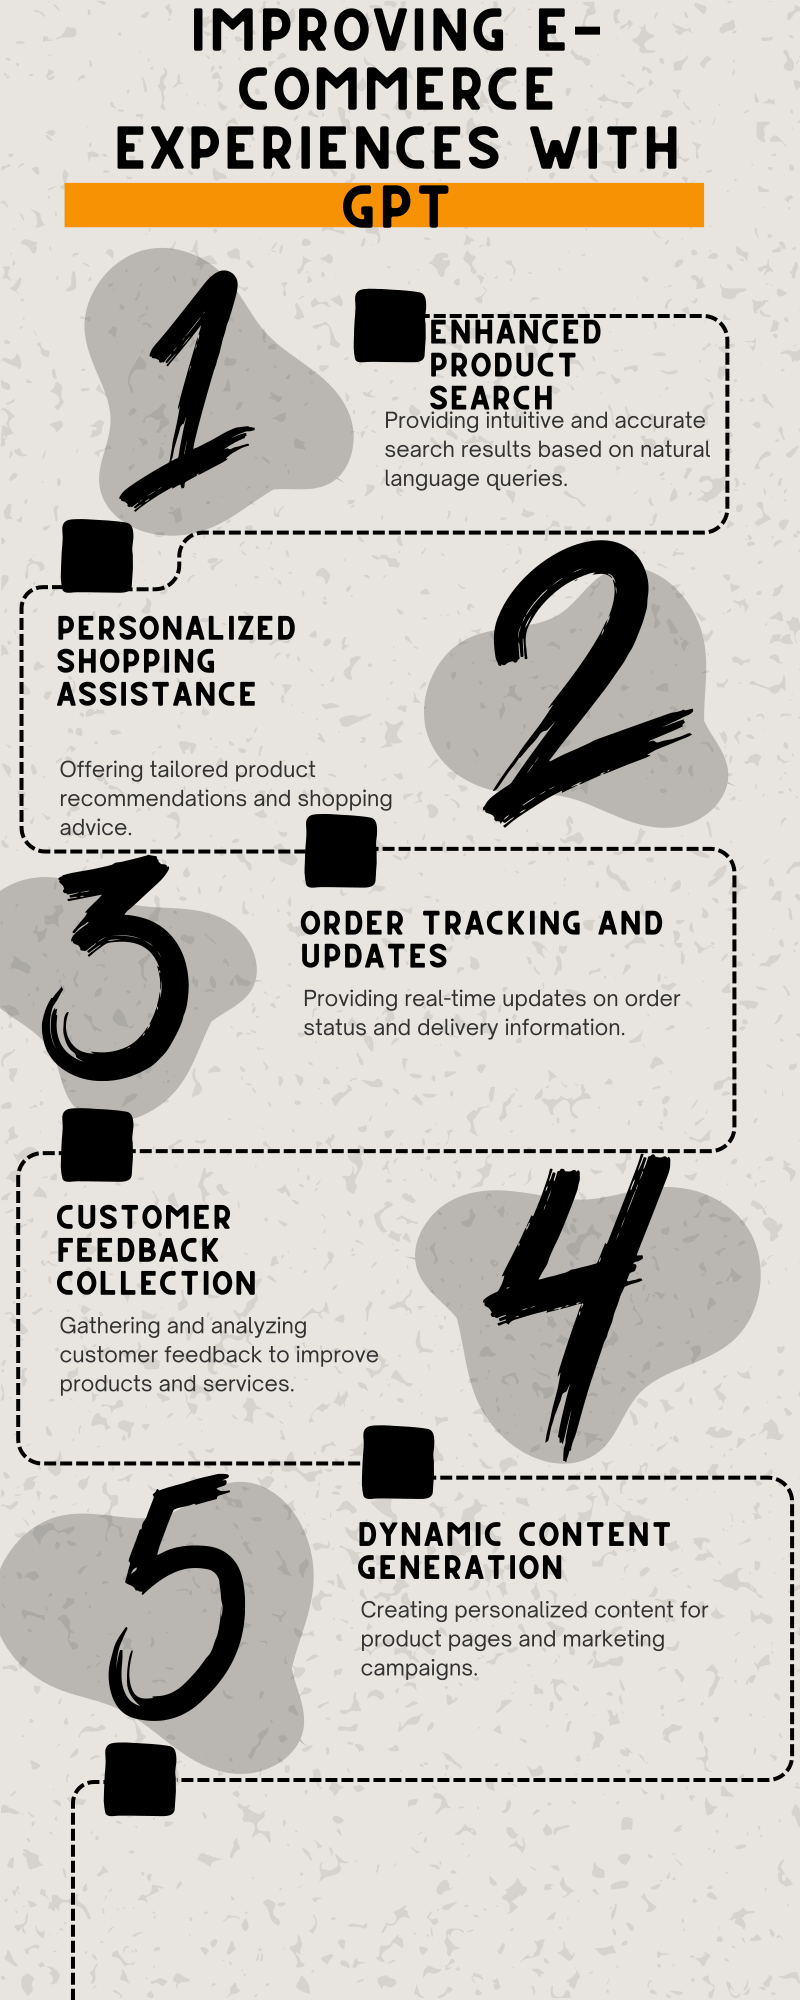 IMPROVING E-
COMMERCE
EXPERIENCES WITH
GPT
1
ENHANCED
PRODUCT
SEARCH
Providing intuitive and accurate
search results based on natural
language queries.
2
PERSONALIZED
SHOPPING
ASSISTANCE
Offering tailored product
recommendations and shopping
advice.
3
ORDER TRACKING AND
UPDATES
Providing real-time updates on order
status and delivery information.
4
CUSTOMER
FEEDBACK
COLLECTION
Gathering and analyzing
customer feedback to improve
products and services.
5
DYNAMIC CONTENT
GENERATION
Creating personalized content for
product pages and marketing
campaigns.